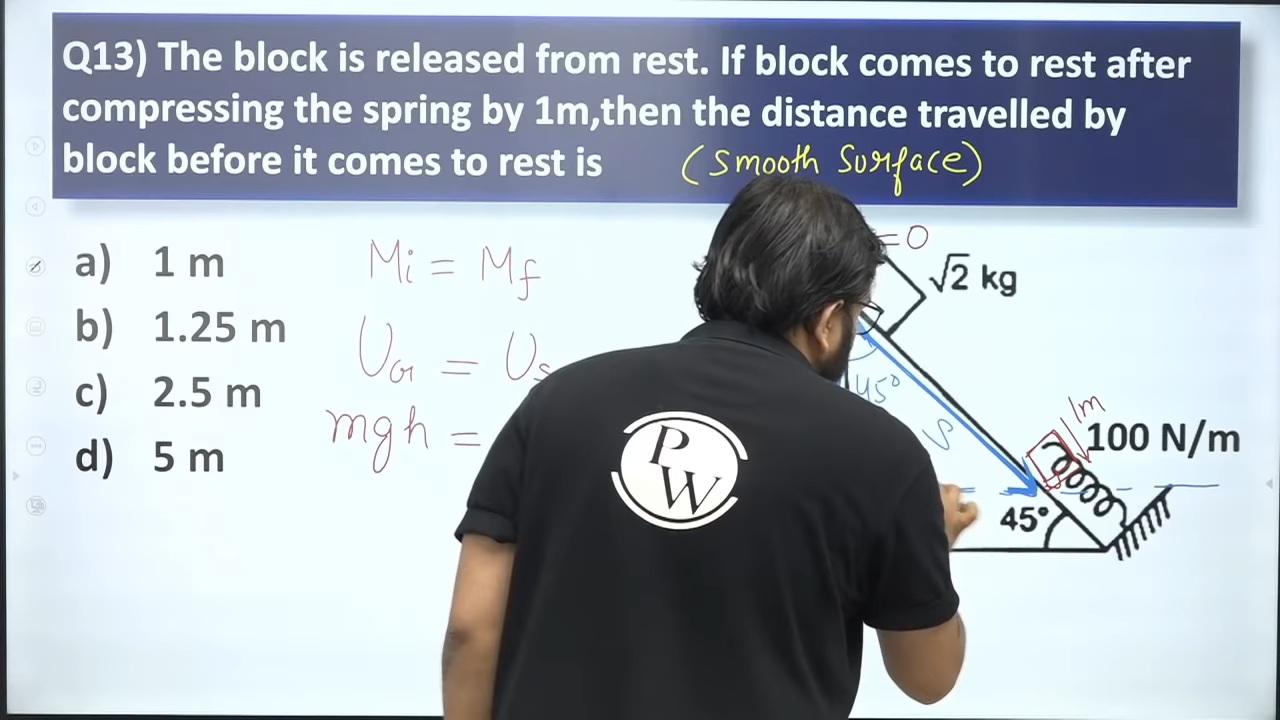 Q13) The block is released from rest. If block comes to rest after
compressing the spring by 1m,then the distance travelled by
block before it comes to rest is (Smooth Surface)
a) 1 m
b) 1.25 m
c) 2.5 m
d) 5 m
Mi = Mf
UG = Us
mgh =
=0
√2 kg
45°
S
1m
100 N/m
45°
PW